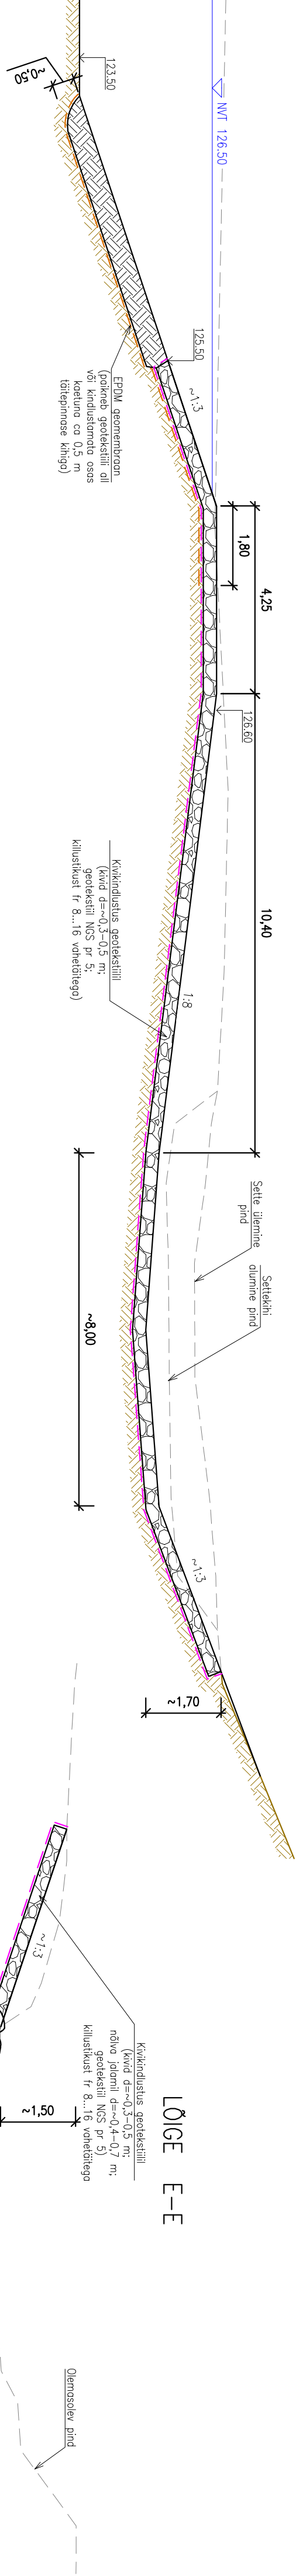 123.50
~0,50
NVT 126.50
125.50
~1:3
EPDM geomembraan
(paikneb geotekstiili all
või kindlustamata osas
kaetuna ca 0,5 m
täitepinnase kihiga)
1,80
4,25
126.60
10,40
1:8
Kivikindlustus geotekstiilil
(kivid d=~0,3-0,5 m;
geotekstiil NGS pr 5;
killustikust fr 8...16 vahetäitega)
Sette ülemine
pind
Settekihi
alumine pind
~8,00
~1:3
~1,70
~1:3
Kivikindlustus geotekstiilil
(kivid d=~0,3-0,5 m;
nõlva jalamil d=~0,4-0,7 m;
geotekstiil NGS pr 5)
killustikust fr 8...16 vahetäitega
~1,50
LÕIGE E-E
Olemasolev pind